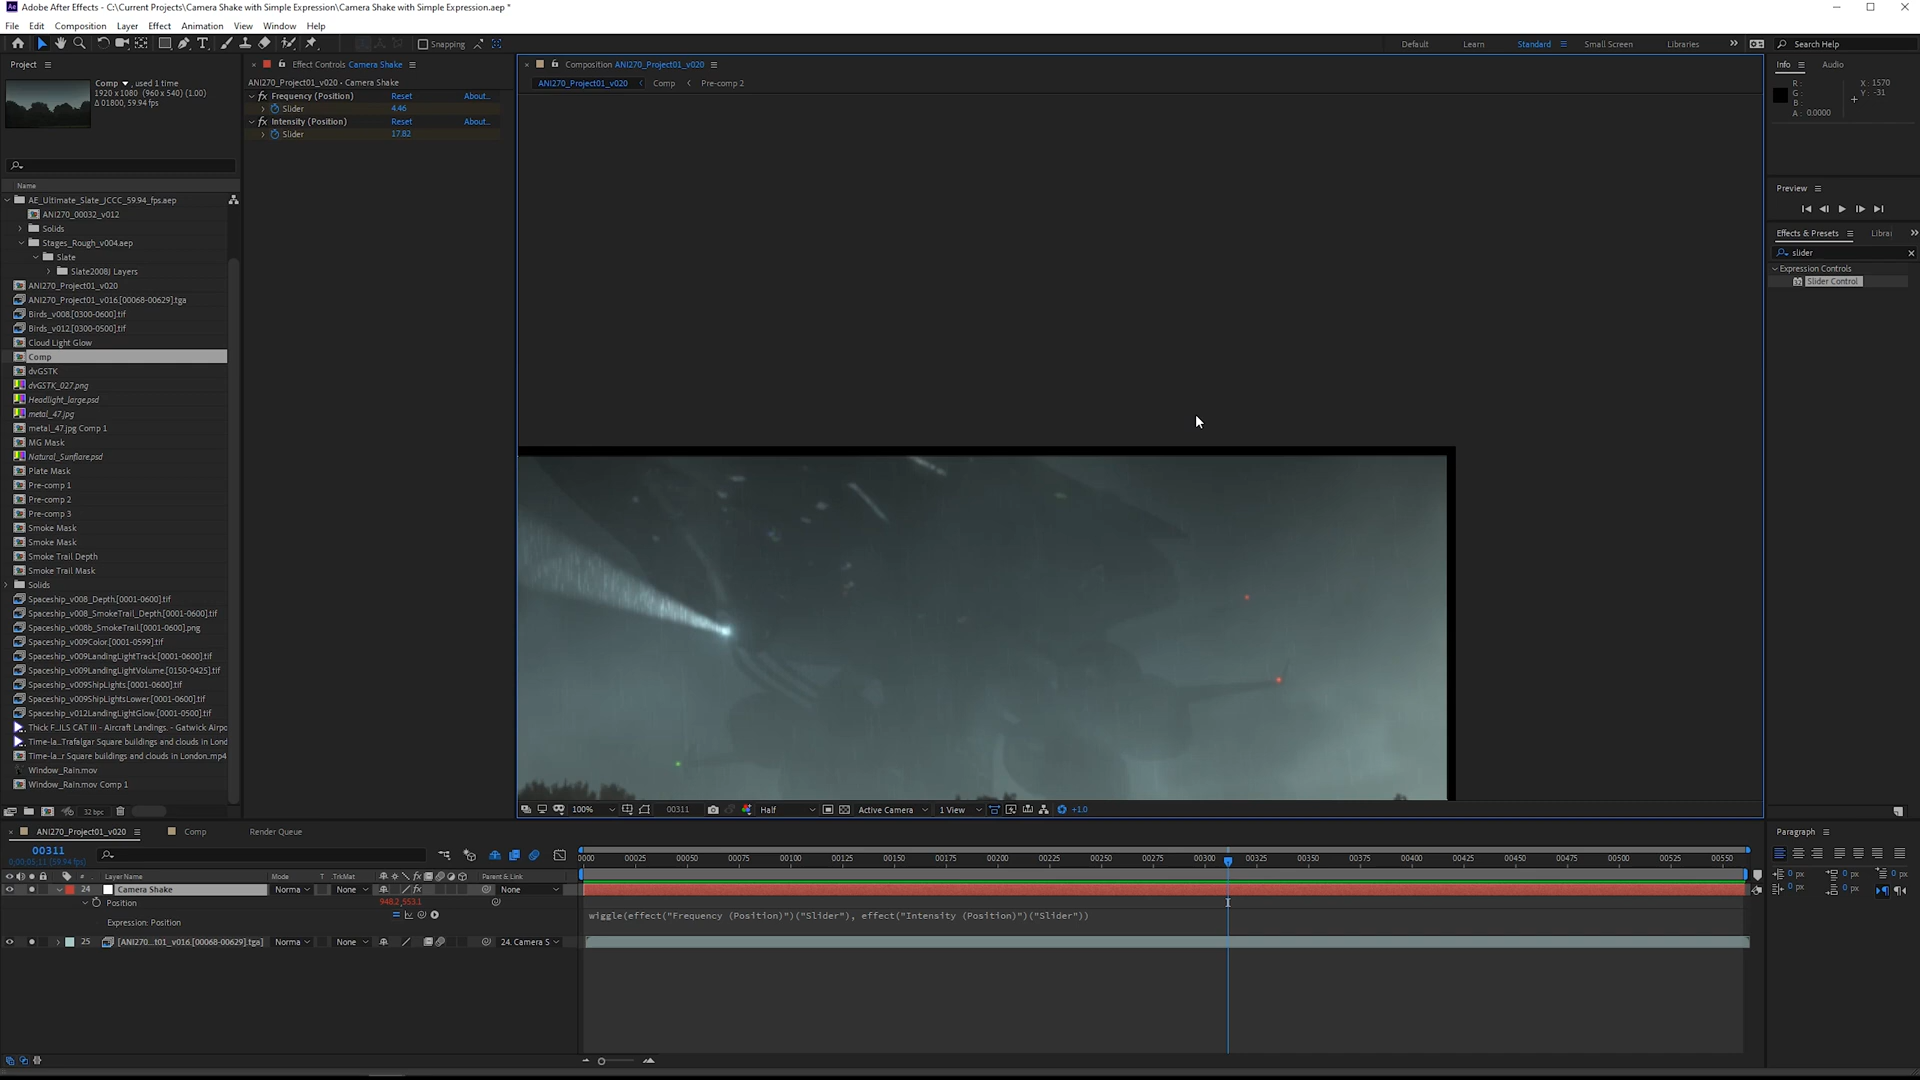 Adobe After Effects - C:\Current Projects\Camera Shake with Simple Expression\Camera Shake with Simple Expression.aep *
File Edit Composition Layer Effect Animation View Window Help
Snapping
Default Learn Standard Small Screen Libraries
Search Help
Project
Comp , used 1 time
1920 x 1080 (960 x 540) (1.00)
Δ 01800, 59.94 fps
Name
AE_Ultimate_Slate_JCCC_59.94_fps.aep
ANI270_00032_v012
Solids
Stages_Rough_v004.aep
Slate
Slate2008J Layers
ANI270_Project01_v020
ANI270_Project01_v016.[00068-00629].tga
Birds_v008.[0300-0600].tif
Birds_v012.[0300-0500].tif
Cloud Light Glow
Comp
dvGSTK
dvGSTK_027.png
Headlight_large.psd
metal_47.jpg
metal_47.jpg Comp 1
MG Mask
Natural_Sunflare.psd
Plate Mask
Pre-comp 1
Pre-comp 2
Pre-comp 3
Smoke Mask
Smoke Mask
Smoke Trail Depth
Smoke Trail Mask
Solids
Spaceship_v008_Depth.[0001-0600].tif
Spaceship_v008_SmokeTrail_Depth.[0001-0600].tif
Spaceship_v008b_SmokeTrail.[0001-0600].png
Spaceship_v009Color.[0001-0599].tif
Spaceship_v009LandingLightTrack.[0001-0600].tif
Spaceship_v009LandingLightVolume.[0150-0425].tif
Spaceship_v009ShipLights.[0001-0600].tif
Spaceship_v009ShipLightsLower.[0001-0600].tif
Spaceship_v012LandingLightGlow.[0001-0500].tif
Thick F...ILS CAT III - Aircraft Landings. - Gatwick Airpo
Time-la...Trafalgar Square buildings and clouds in Lond
Time-la...r Square buildings and clouds in London.mp4
Window_Rain.mov
Window_Rain.mov Comp 1
32 bpc
Effect Controls Camera Shake
ANI270_Project01_v020 • Camera Shake
fx Frequency (Position) Reset About...
Slider 4.46
fx Intensity (Position) Reset About...
Slider 17.82
Composition ANI270_Project01_v020
ANI270_Project01_v020 Comp Pre-comp 2
100% 00311 Half Active Camera 1 View +1.0
Info Audio
R:
G:
B:
A: 0.0000
X: 1570
Y: -31
Preview
Effects & Presets Librai
slider
Expression Controls
Slider Control
ANI270_Project01_v020 Comp Render Queue
00311
0;00;05;11 (59.94 fps)
# Layer Name Mode T .TrkMat Parent & Link
0000 00025 00050 00075 00100 00125 00150 00175 00200 00225 00250 00275 00300 00325 00350 00375 00400 00425 00450 00475 00500 00525 00550
24 Camera Shake Norma None fx None
Position 948.2,553.1
Expression: Position
wiggle(effect("Frequency (Position)")("Slider"), effect("Intensity (Position)")("Slider"))
25 [ANI270...t01_v016.[00068-00629].tga] Norma None 24. Camera S
Paragraph
0 px 0 px 0 px
0 px 0 px